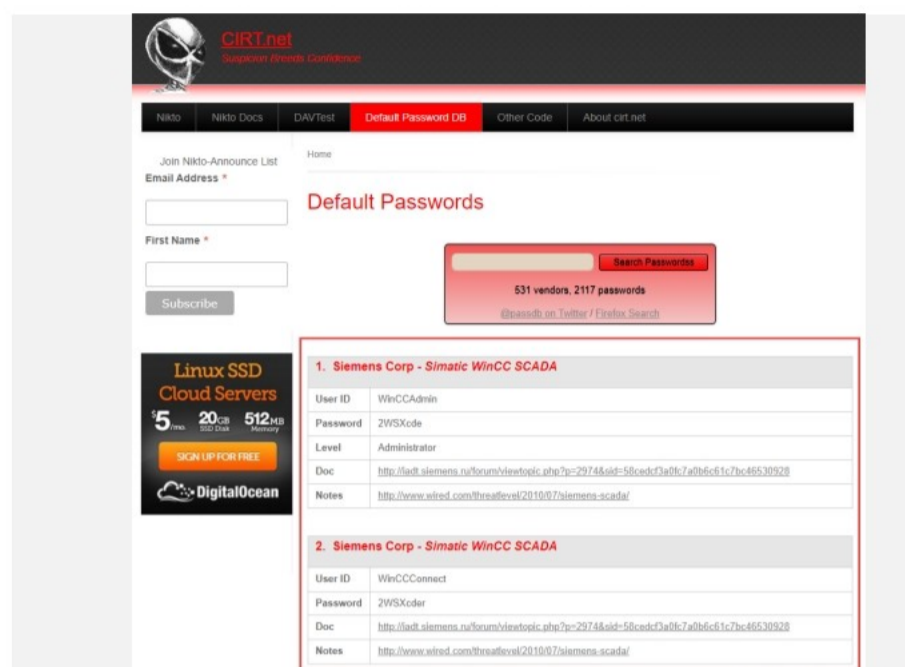 CIRT.net
Suspicion Breeds Confidence
Nikto Nikto Docs DAVTest Default Password DB Other Code About cirt.net
Join Nikto-Announce List
Email Address *
First Name *
Subscribe
Linux SSD
Cloud Servers
$5/mo. 20GB SSD Disk 512MB Memory
SIGN UP FOR FREE
DigitalOcean
Home
Default Passwords
Search Passwordss
531 vendors, 2117 passwords
@passdb on Twitter / Firefox Search
1. Siemens Corp - Simatic WinCC SCADA
User ID WinCCAdmin
Password 2WSXcde
Level Administrator
Doc http://iadt.siemens.ru/forum/viewtopic.php?p=2974&sid=58cedcf3a0fc7a0b6c61c7bc46530928
Notes http://www.wired.com/threatlevel/2010/07/siemens-scada/
2. Siemens Corp - Simatic WinCC SCADA
User ID WinCCConnect
Password 2WSXcder
Doc http://iadt.siemens.ru/forum/viewtopic.php?p=2974&sid=58cedcf3a0fc7a0b6c61c7bc46530928
Notes http://www.wired.com/threatlevel/2010/07/siemens-scada/